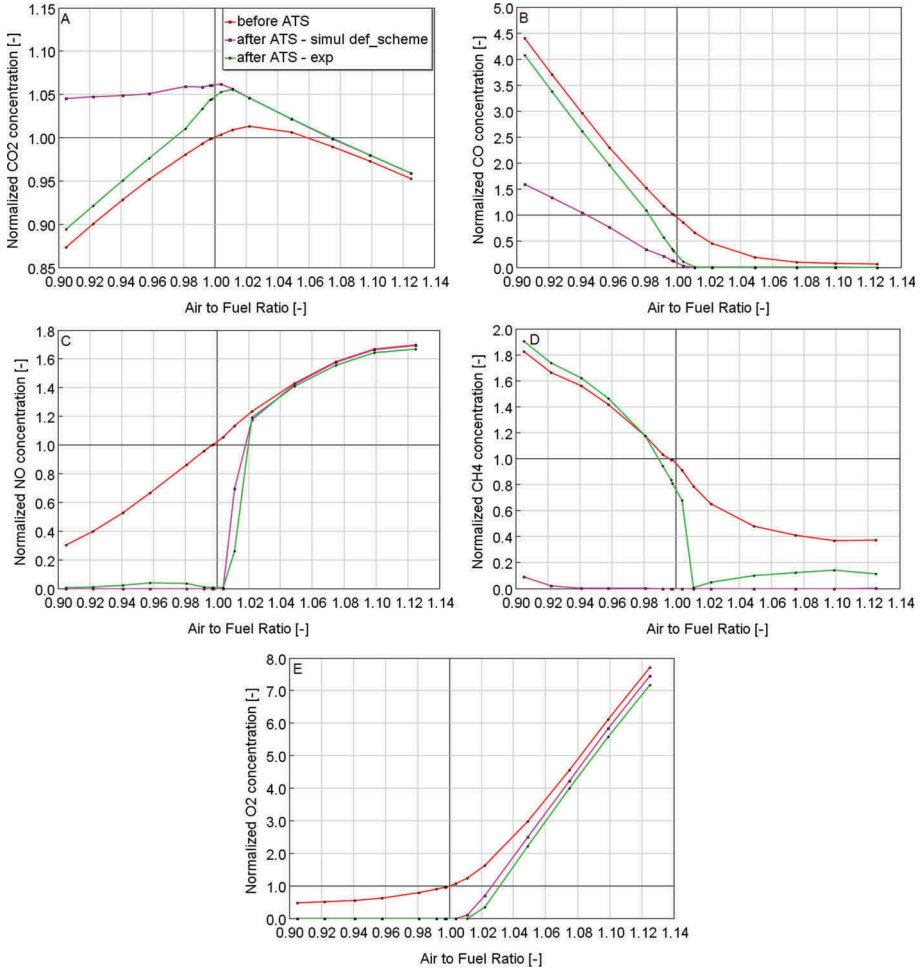 A
1.15
1.10
1.05
1.00
0.95
0.90
0.85
Normalized CO2 concentration [-]
before ATS
after ATS - simul def_scheme
after ATS - exp
0.90 0.92 0.94 0.96 0.98 1.00 1.02 1.04 1.06 1.08 1.10 1.12 1.14
Air to Fuel Ratio [-]
B
5.0
4.5
4.0
3.5
3.0
2.5
2.0
1.5
1.0
0.5
0.0
Normalized CO concentration [-]
0.90 0.92 0.94 0.96 0.98 1.00 1.02 1.04 1.06 1.08 1.10 1.12 1.14
Air to Fuel Ratio [-]
C
1.8
1.6
1.4
1.2
1.0
0.8
0.6
0.4
0.2
0.0
Normalized NO concentration [-]
0.90 0.92 0.94 0.96 0.98 1.00 1.02 1.04 1.06 1.08 1.10 1.12 1.14
Air to Fuel Ratio [-]
D
2.0
1.8
1.6
1.4
1.2
1.0
0.8
0.6
0.4
0.2
0.0
Normalized CH4 concentration [-]
0.90 0.92 0.94 0.96 0.98 1.00 1.02 1.04 1.06 1.08 1.10 1.12 1.14
Air to Fuel Ratio [-]
E
8.0
7.0
6.0
5.0
4.0
3.0
2.0
1.0
0.0
Normalized O2 concentration [-]
0.90 0.92 0.94 0.96 0.98 1.00 1.02 1.04 1.06 1.08 1.10 1.12 1.14
Air to Fuel Ratio [-]